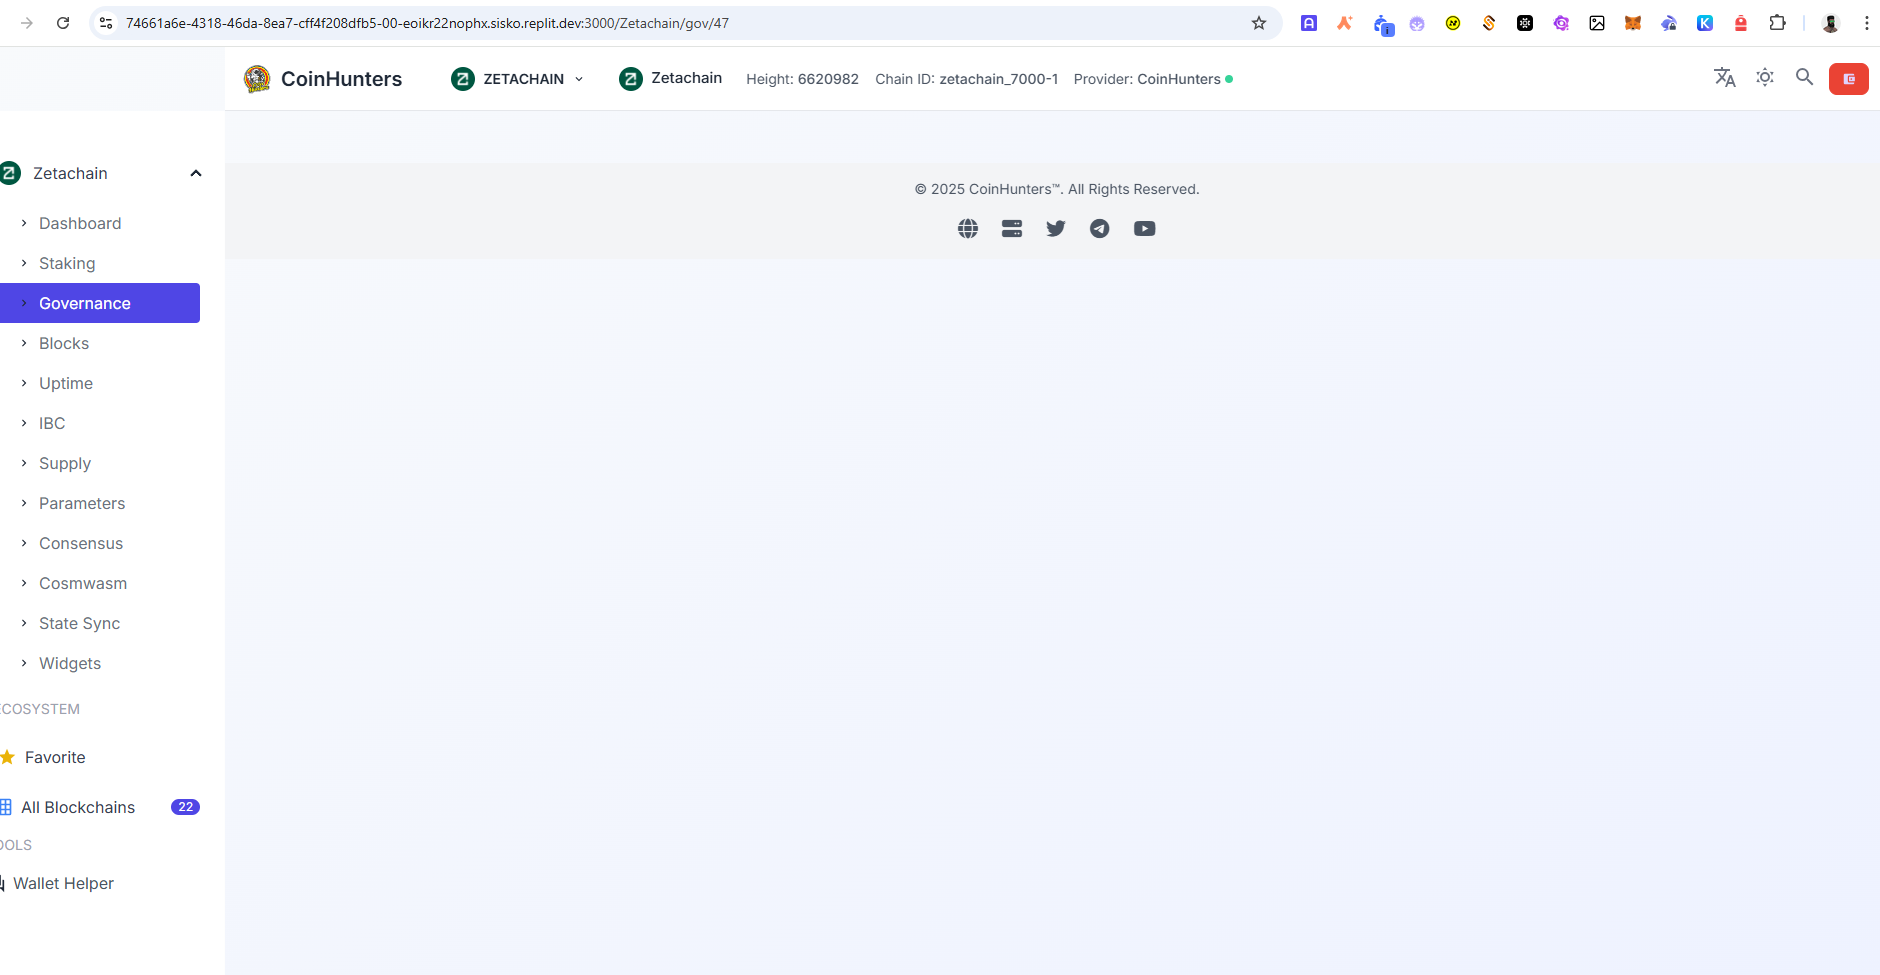 74661a6e-4318-46da-8ea7-cff4f208dfb5-00-eoikr22nophx.sisko.replit.dev:3000/Zetachain/gov/47
CoinHunters
ZETACHAIN
Zetachain
Height: 6620982
Chain ID: zetachain_7000-1
Provider: CoinHunters
Zetachain
Dashboard
Staking
Governance
Blocks
Uptime
IBC
Supply
Parameters
Consensus
Cosmwasm
State Sync
Widgets
COSYSTEM
Favorite
All Blockchains 22
OOLS
Wallet Helper
© 2025 CoinHunters™. All Rights Reserved.